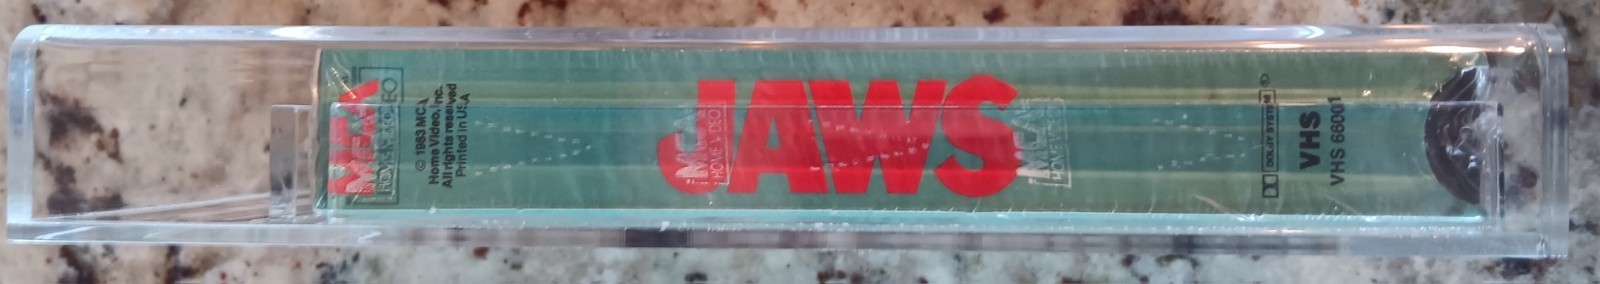 MCA
HOME VIDEO
© 1983 MCA
Home Video, Inc.
All rights reserved
Printed in USA
JAWS
MCA
HOME VIDEO
MCA
HOME VIDEO
DOLBY SYSTEM
VHS
VHS 66001